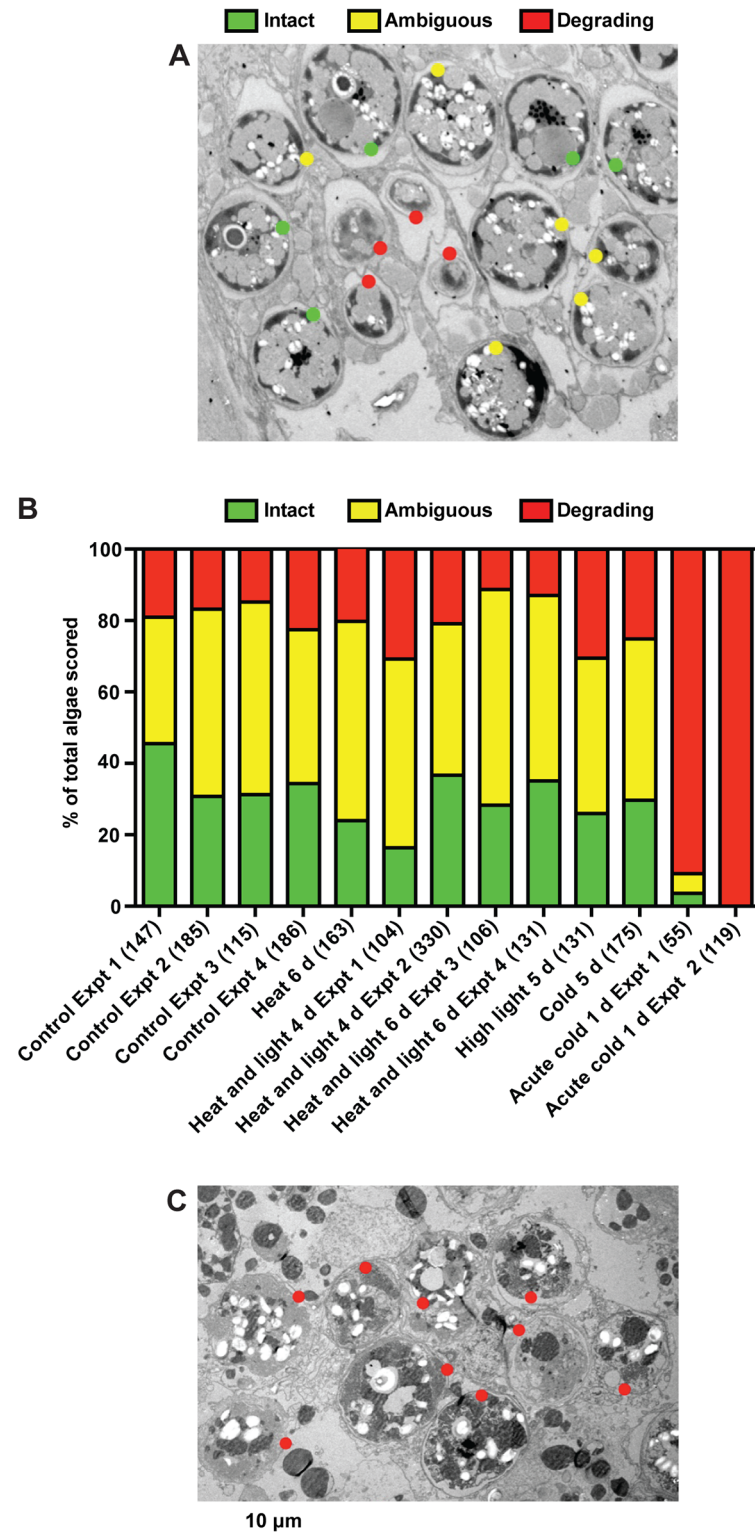 Intact Ambiguous Degrading
A
B
Intact Ambiguous Degrading
% of total algae scored
100
80
60
40
20
0
Control Expt 1 (147)
Control Expt 2 (185)
Control Expt 3 (115)
Control Expt 4 (186)
Heat 6 d (163)
Heat and light 4 d Expt 1 (104)
Heat and light 4 d Expt 2 (330)
Heat and light 6 d Expt 3 (106)
Heat and light 6 d Expt 4 (131)
High light 5 d (131)
Cold 5 d (175)
Acute cold 1 d Expt 1 (55)
Acute cold 1 d Expt 2 (119)
C
10 µm